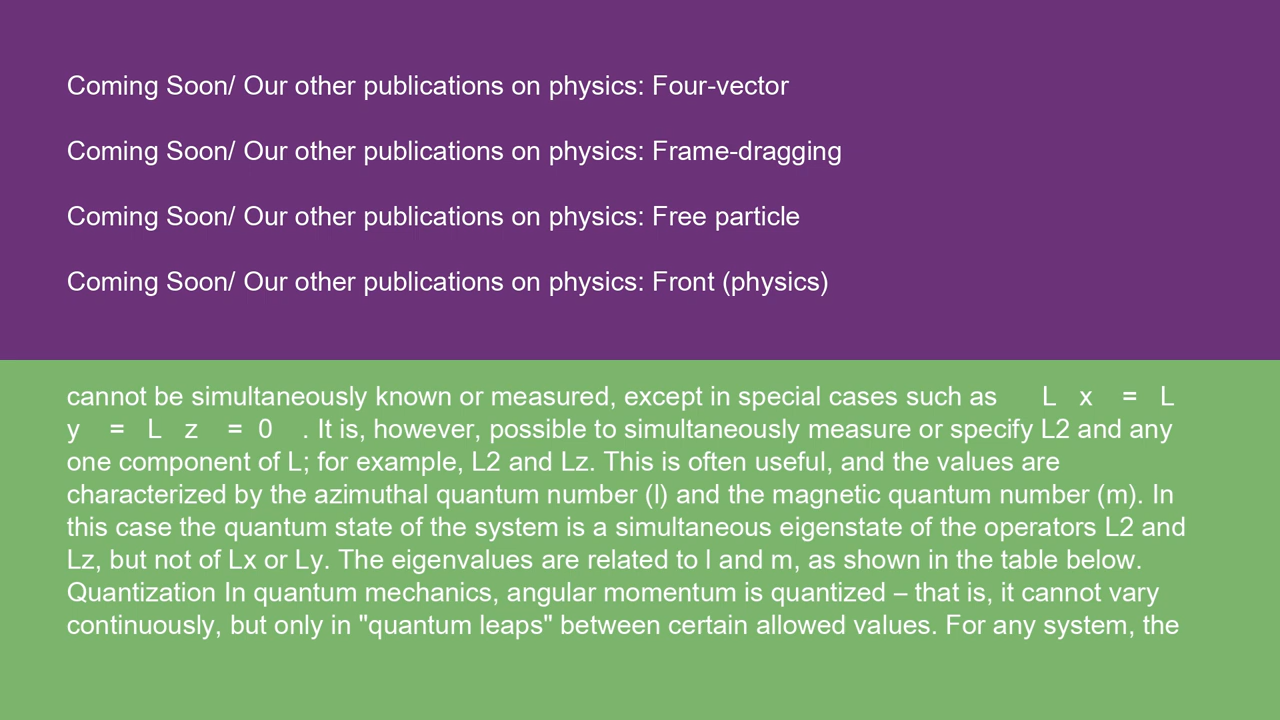 Coming Soon/ Our other publications on physics: Four-vector
Coming Soon/ Our other publications on physics: Frame-dragging
Coming Soon/ Our other publications on physics: Free particle
Coming Soon/ Our other publications on physics: Front (physics)
cannot be simultaneously known or measured, except in special cases such as L x = L
y = L z = 0 . It is, however, possible to simultaneously measure or specify L2 and any
one component of L; for example, L2 and Lz. This is often useful, and the values are
characterized by the azimuthal quantum number (l) and the magnetic quantum number (m). In
this case the quantum state of the system is a simultaneous eigenstate of the operators L2 and
Lz, but not of Lx or Ly. The eigenvalues are related to l and m, as shown in the table below.
Quantization In quantum mechanics, angular momentum is quantized – that is, it cannot vary
continuously, but only in "quantum leaps" between certain allowed values. For any system, the